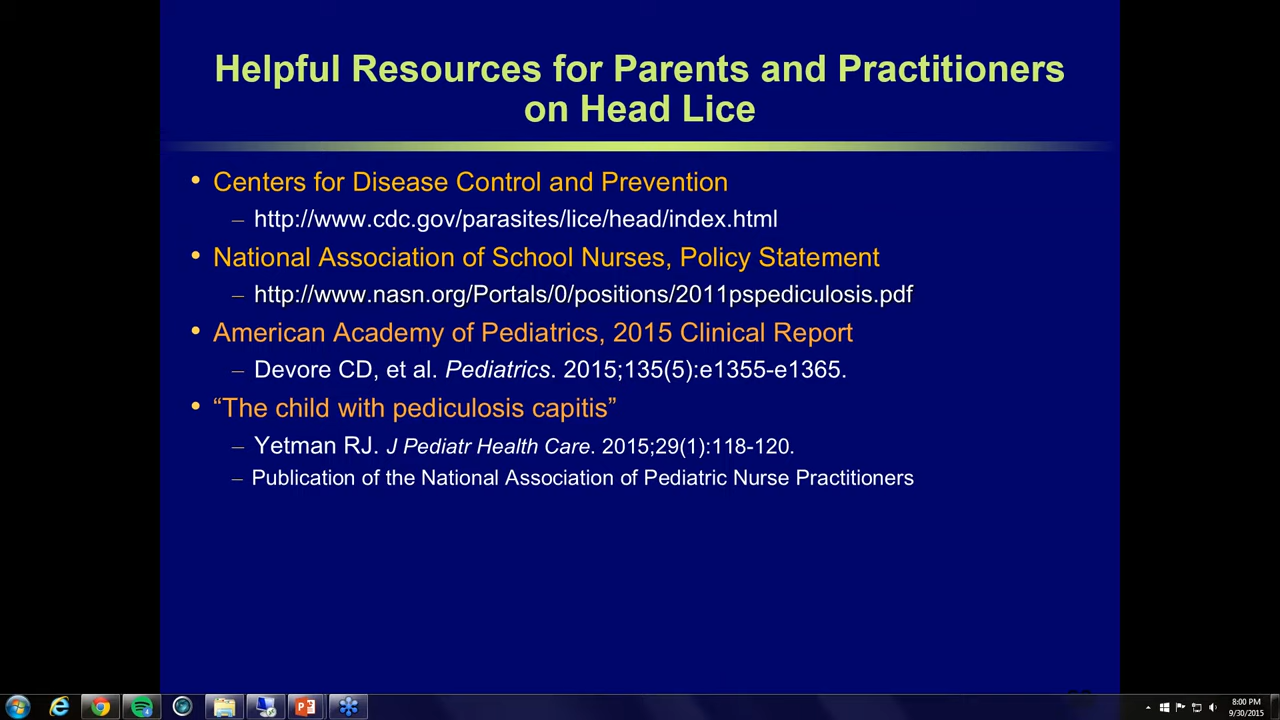 Helpful Resources for Parents and Practitioners
on Head Lice
• Centers for Disease Control and Prevention
– http://www.cdc.gov/parasites/lice/head/index.html
• National Association of School Nurses, Policy Statement
– http://www.nasn.org/Portals/0/positions/2011pspediculosis.pdf
• American Academy of Pediatrics, 2015 Clinical Report
– Devore CD, et al. Pediatrics. 2015;135(5):e1355-e1365.
• “The child with pediculosis capitis”
– Yetman RJ. J Pediatr Health Care. 2015;29(1):118-120.
– Publication of the National Association of Pediatric Nurse Practitioners
8:00 PM
9/30/2015